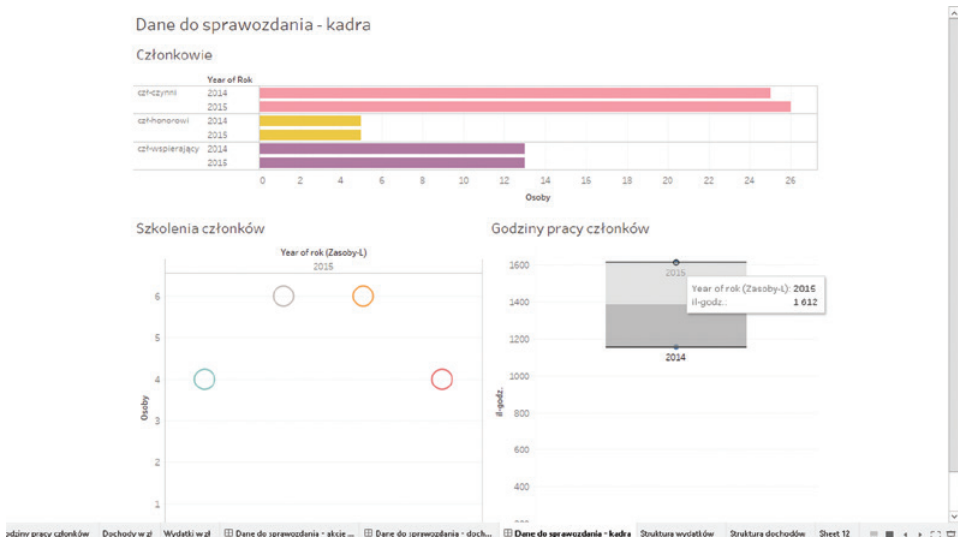 Dane do sprawozdania - kadra
Członkowie
Year of Rok
czł-czynni 2014
2015
czł-honorowi 2014
2015
czł-wspierający 2014
2015
0 2 4 6 8 10 12 14 16 18 20 22 24 26
Osoby
Szkolenia członków
Year of rok (Zasoby-L)
2015
6
5
4
3
2
1
Osoby
Godziny pracy członków
1600
1400
1200
1000
800
600
400
il-godz.
2015
Year of rok (Zasoby-L): 2015
il-godz.: 1 612
2014
odziny pracy członków Dochody w zł Wydatki w zł Dane do sprawozdania - akcje ... Dane do sprawozdania - doch... Dane do sprawozdania - kadra Struktura wydatków Struktura dochodów Sheet 12